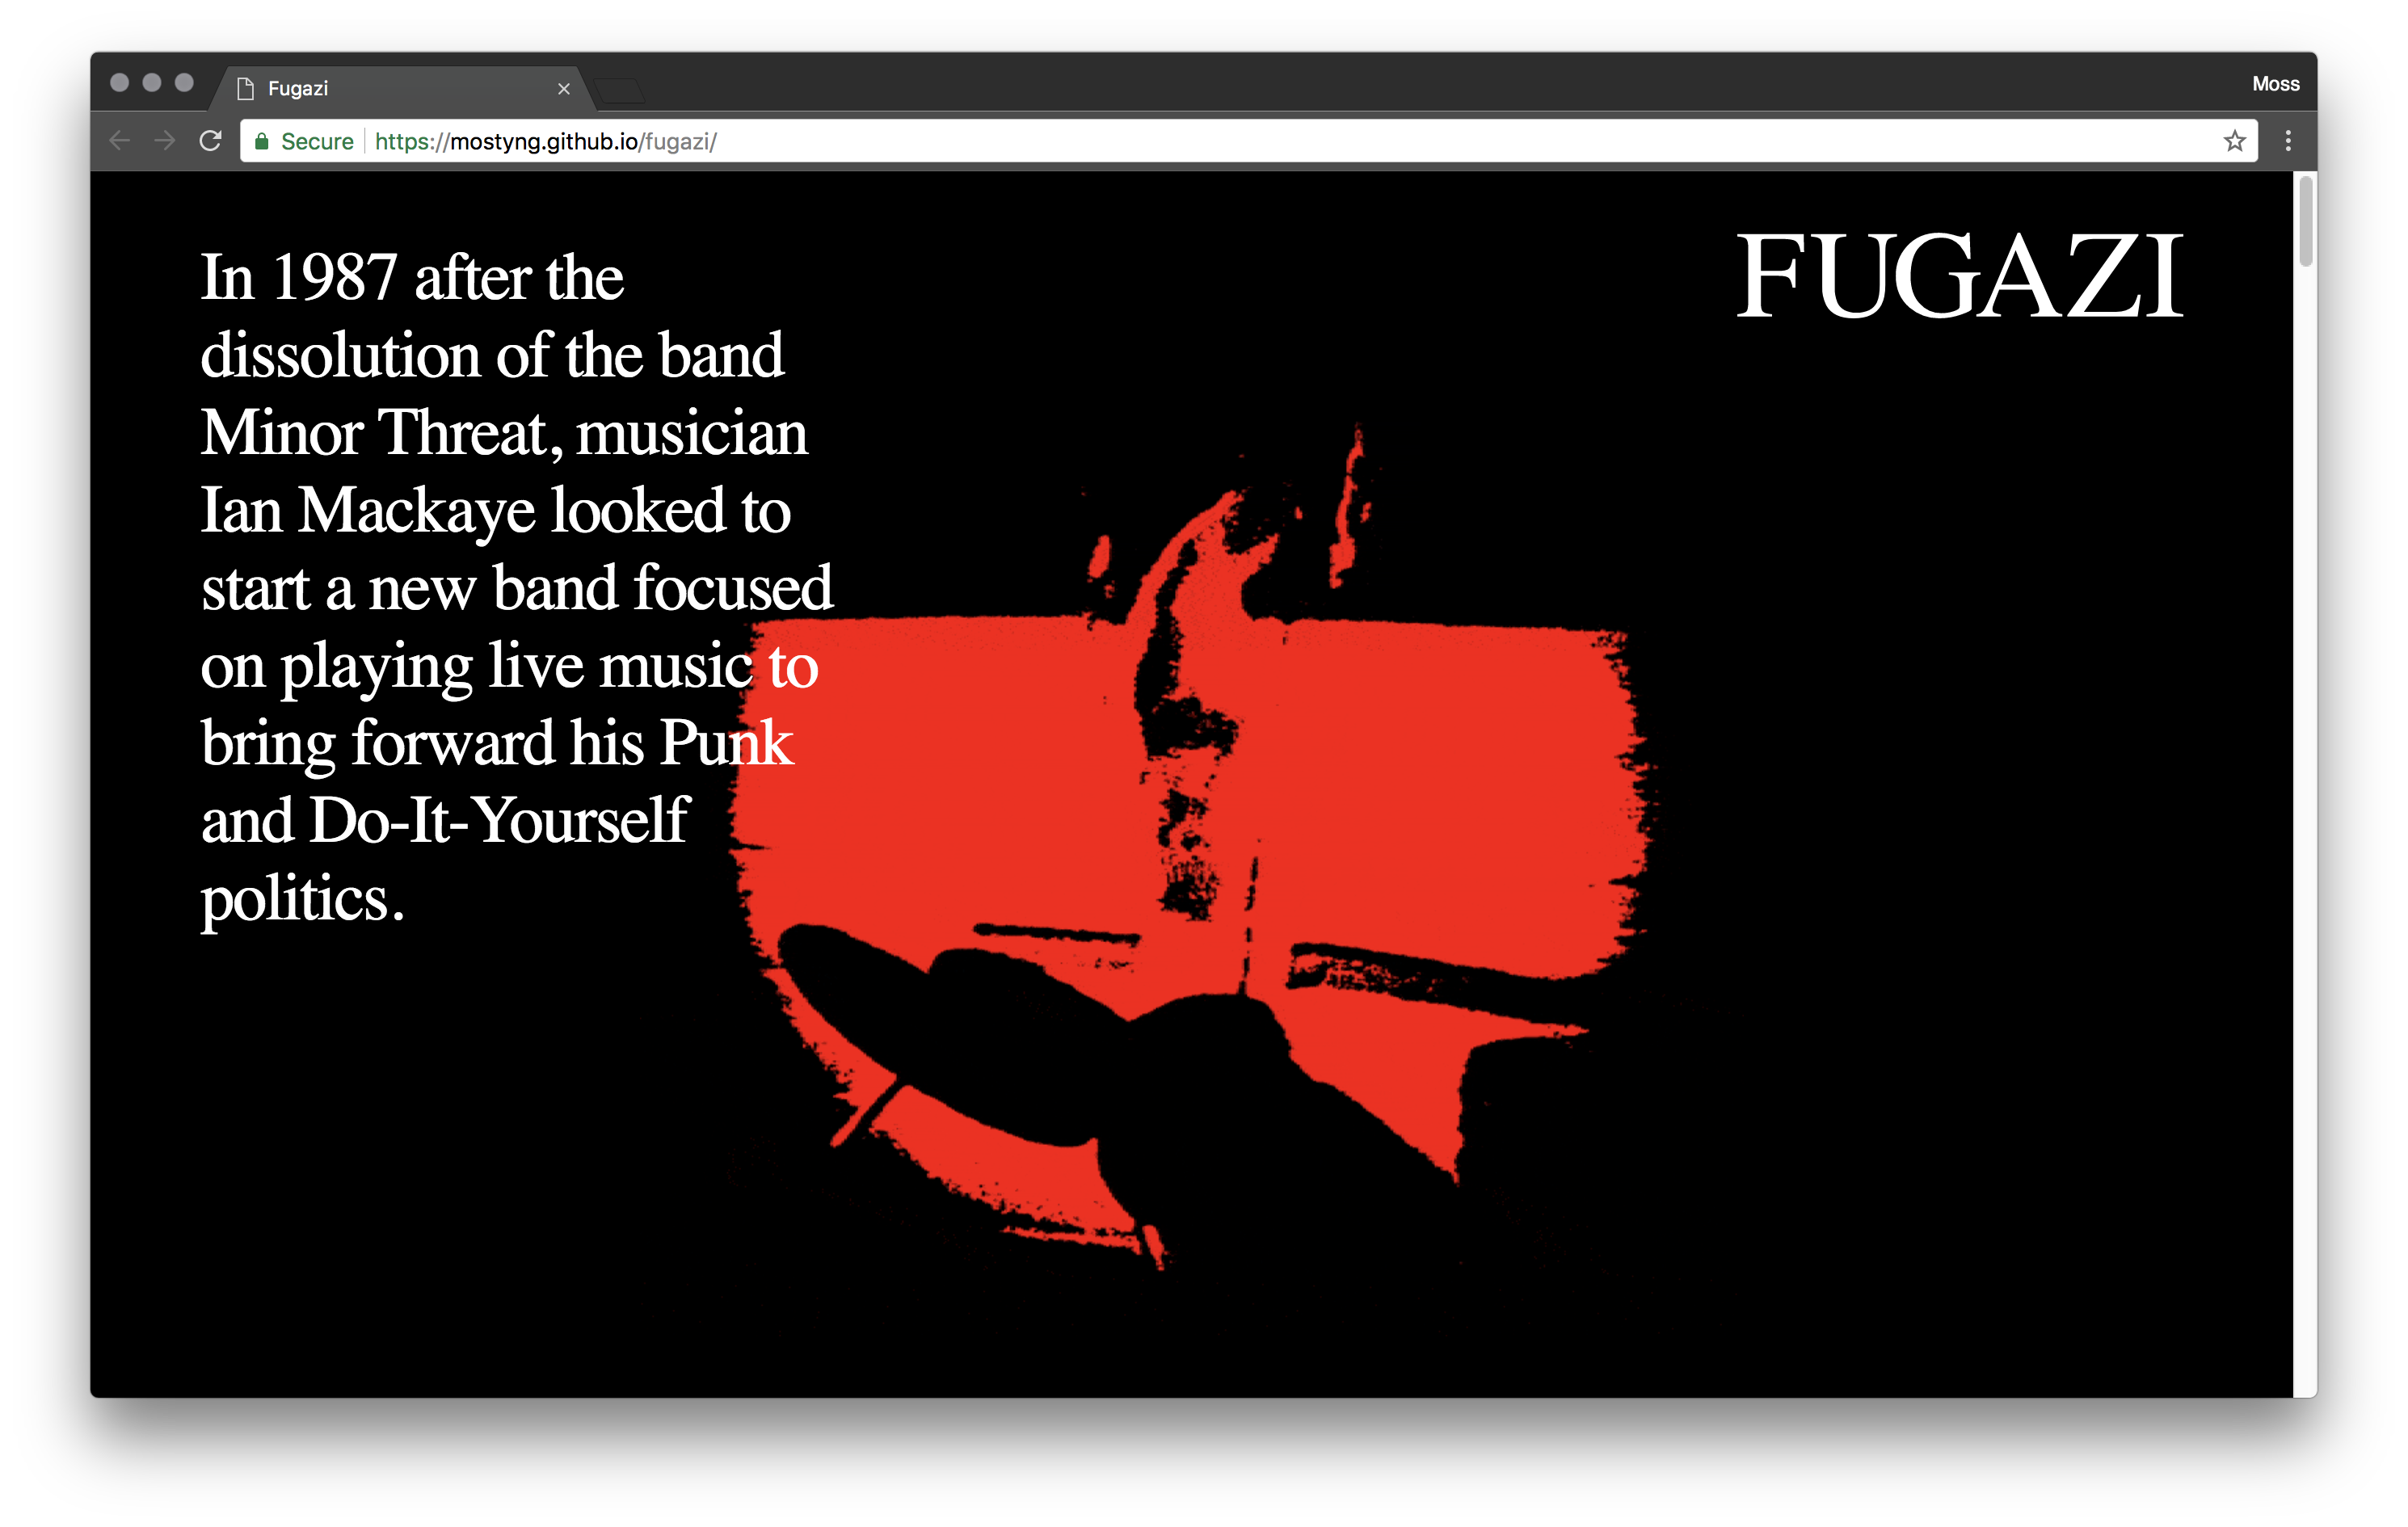 Fugazi
Moss
Secure
https://mostyng.github.io/fugazi/
FUGAZI
In 1987 after the
dissolution of the band
Minor Threat, musician
Ian Mackaye looked to
start a new band focused
on playing live music to
bring forward his Punk
and Do-It-Yourself
politics.